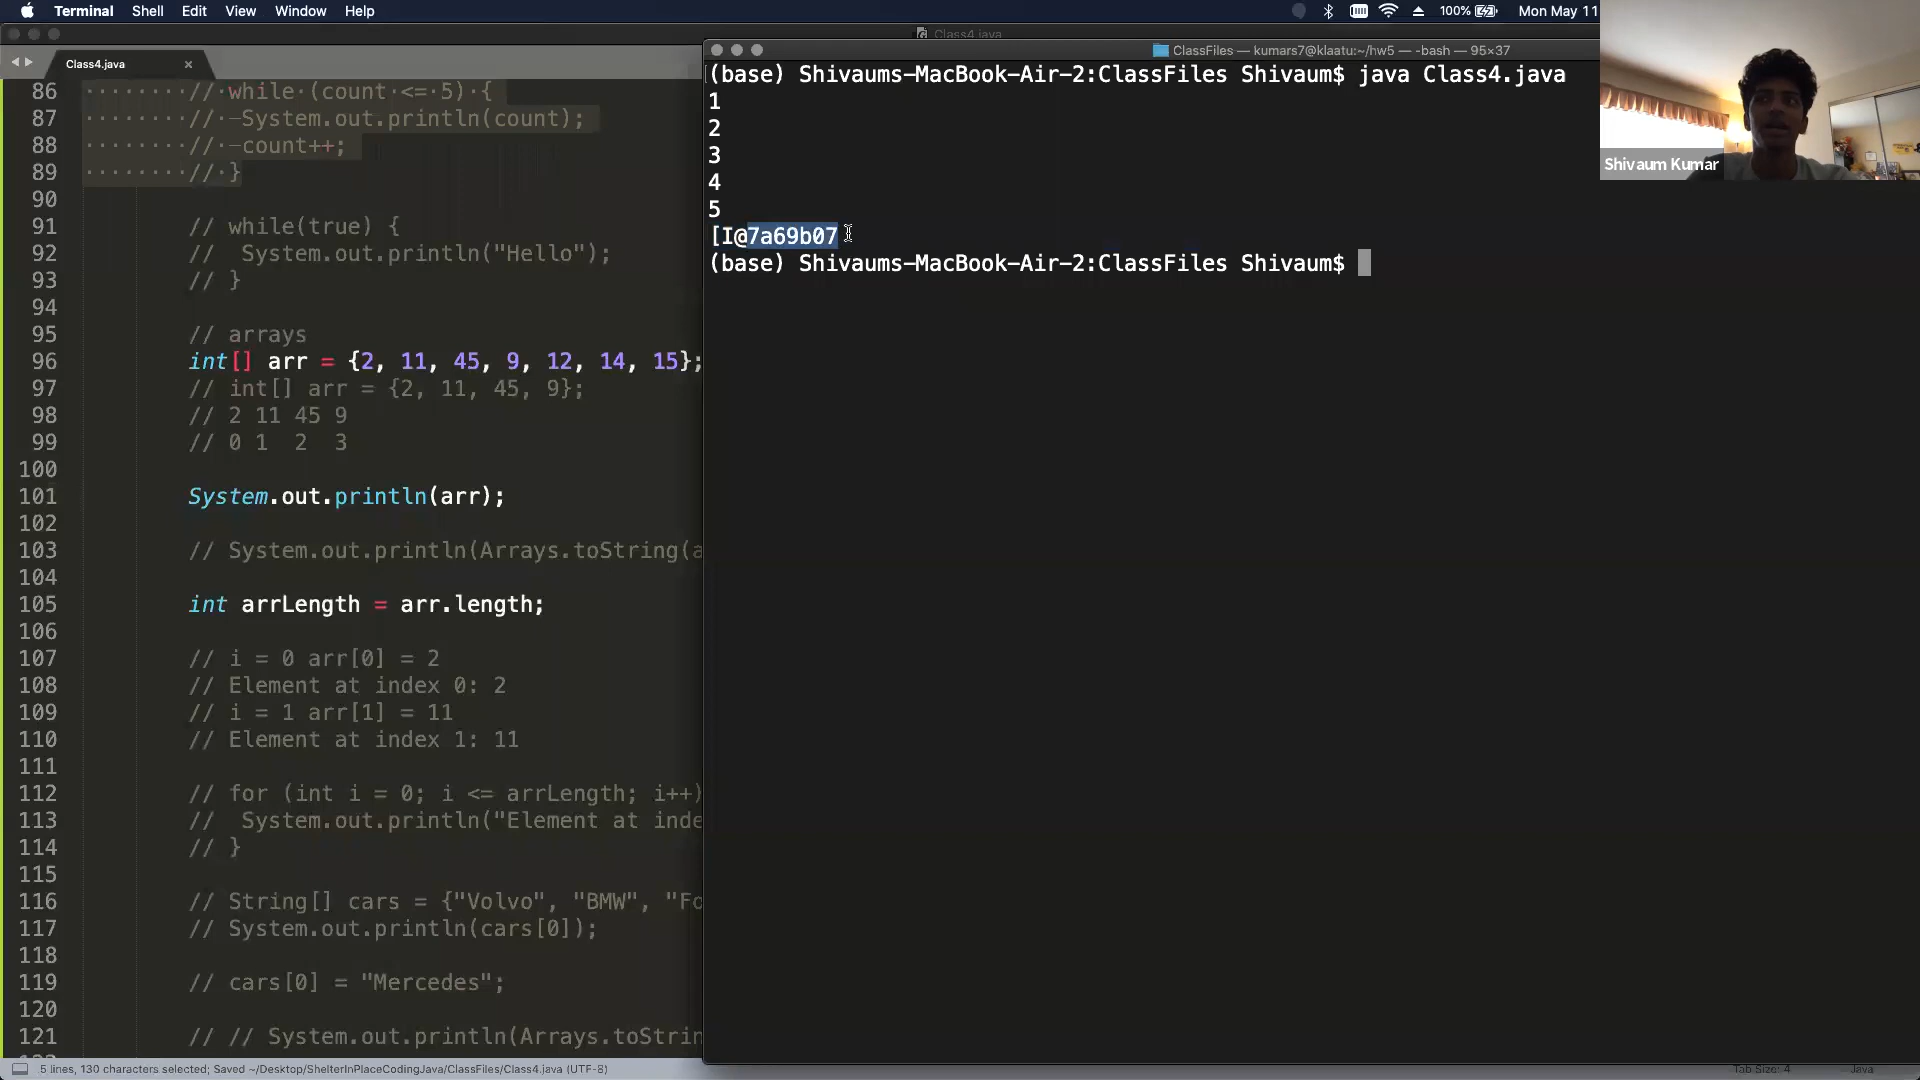 Terminal Shell Edit View Window Help 100% Mon May 11
Class4.java
Class4.java ×
86 // while (count <= 5) {
87 // System.out.println(count);
88 // count++;
89 // }
90
91 // while(true) {
92 // System.out.println("Hello");
93 // }
94
95 // arrays
96 int[] arr = {2, 11, 45, 9, 12, 14, 15};
97 // int[] arr = {2, 11, 45, 9};
98 // 2 11 45 9
99 // 0 1 2 3
100
101 System.out.println(arr);
102
103 // System.out.println(Arrays.toString(a
104
105 int arrLength = arr.length;
106
107 // i = 0 arr[0] = 2
108 // Element at index 0: 2
109 // i = 1 arr[1] = 11
110 // Element at index 1: 11
111
112 // for (int i = 0; i <= arrLength; i++)
113 // System.out.println("Element at inde
114 // }
115
116 // String[] cars = {"Volvo", "BMW", "Fo
117 // System.out.println(cars[0]);
118
119 // cars[0] = "Mercedes";
120
121 // // System.out.println(Arrays.toStrin
5 lines, 130 characters selected; Saved ~/Desktop/ShelterInPlaceCodingJava/ClassFiles/Class4.java (UTF-8)
Tab Size: 4 Java
ClassFiles — kumars7@klaatu:~/hw5 — -bash — 95×37
(base) Shivaums-MacBook-Air-2:ClassFiles Shivaum$ java Class4.java
1
2
3
4
5
[I@7a69b07
(base) Shivaums-MacBook-Air-2:ClassFiles Shivaum$
Shivaum Kumar